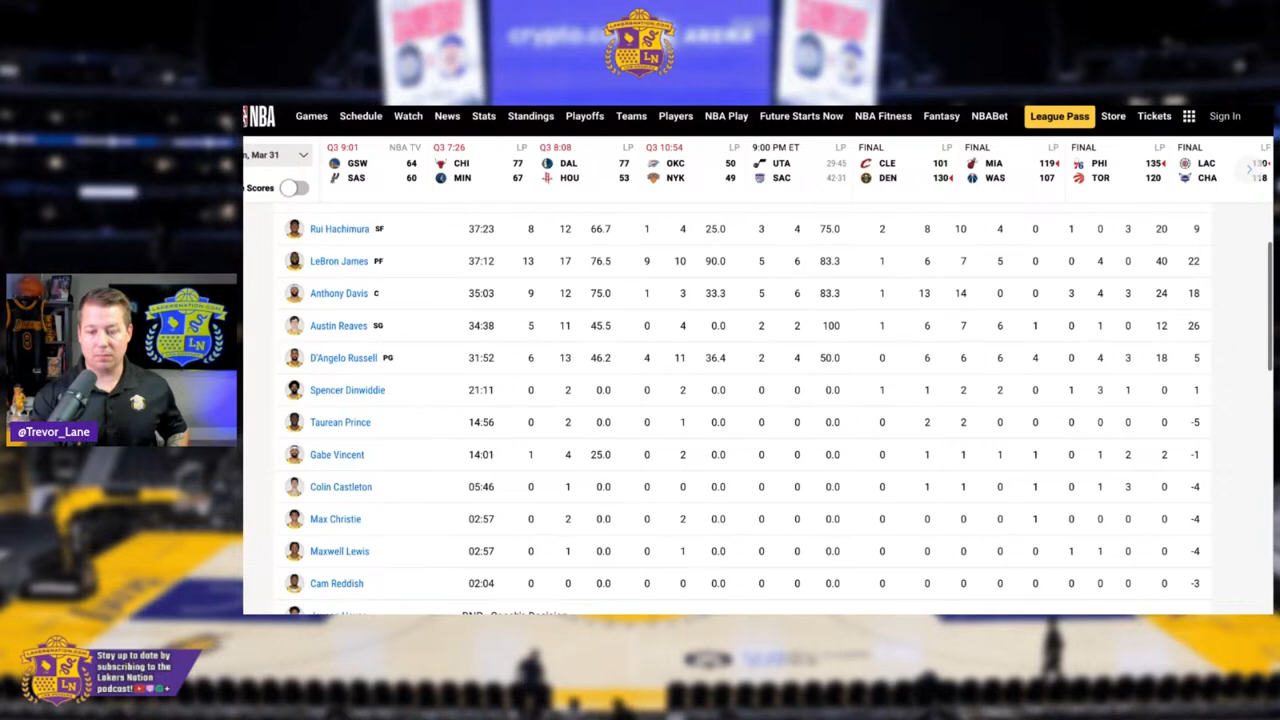 crypto.c ARENA
LAKERSNATION.COM
LN
NBA Games Schedule Watch News Stats Standings Playoffs Teams Players NBA Play Future Starts Now NBA Fitness Fantasy NBABet League Pass Store Tickets Sign In
n, Mar 31
Scores
Q3 9:01 NBA TV Q3 7:26 LP Q3 8:08 LP Q3 10:54 LP 9:00 PM ET LP FINAL LP FINAL LP FINAL LP FINAL LP
GSW 64 CHI 77 DAL 77 OKC 50 UTA 29-45 CLE 101 MIA 119 PHI 135 LAC
SAS 60 MIN 67 HOU 53 NYK 49 SAC 42-31 DEN 130 WAS 107 TOR 120 CHA
Rui Hachimura SF 37:23 8 12 66.7 1 4 25.0 3 4 75.0 2 8 10 4 0 1 0 3 20 9
LeBron James PF 37:12 13 17 76.5 9 10 90.0 5 6 83.3 1 6 7 5 0 0 4 0 40 22
Anthony Davis C 35:03 9 12 75.0 1 3 33.3 5 6 83.3 1 13 14 0 0 3 4 3 24 18
Austin Reaves SG 34:38 5 11 45.5 0 4 0.0 2 2 100 1 6 7 6 1 0 1 0 12 26
D'Angelo Russell PG 31:52 6 13 46.2 4 11 36.4 2 4 50.0 0 6 6 6 4 0 4 3 18 5
Spencer Dinwiddie 21:11 0 2 0.0 0 2 0.0 0 0 0.0 1 1 2 2 0 1 3 1 0 1
Taurean Prince 14:56 0 2 0.0 0 1 0.0 0 0 0.0 0 2 2 0 0 0 0 0 0 -5
Gabe Vincent 14:01 1 4 25.0 0 2 0.0 0 0 0.0 0 1 1 1 1 0 1 2 2 -1
Colin Castleton 05:46 0 1 0.0 0 0 0.0 0 0 0.0 0 1 1 0 1 0 1 3 0 -4
Max Christie 02:57 0 2 0.0 0 2 0.0 0 0 0.0 0 0 0 0 1 0 0 0 0 -4
Maxwell Lewis 02:57 0 1 0.0 0 1 0.0 0 0 0.0 0 0 0 0 0 1 1 0 0 -4
Cam Reddish 02:04 0 0 0.0 0 0 0.0 0 0 0.0 0 0 0 0 0 0 0 0 0 -3
LAKERSNATION.COM
LN
@Trevor_Lane
LN
Stay up to date by
subscribing to the
Lakers Nation
podcast!